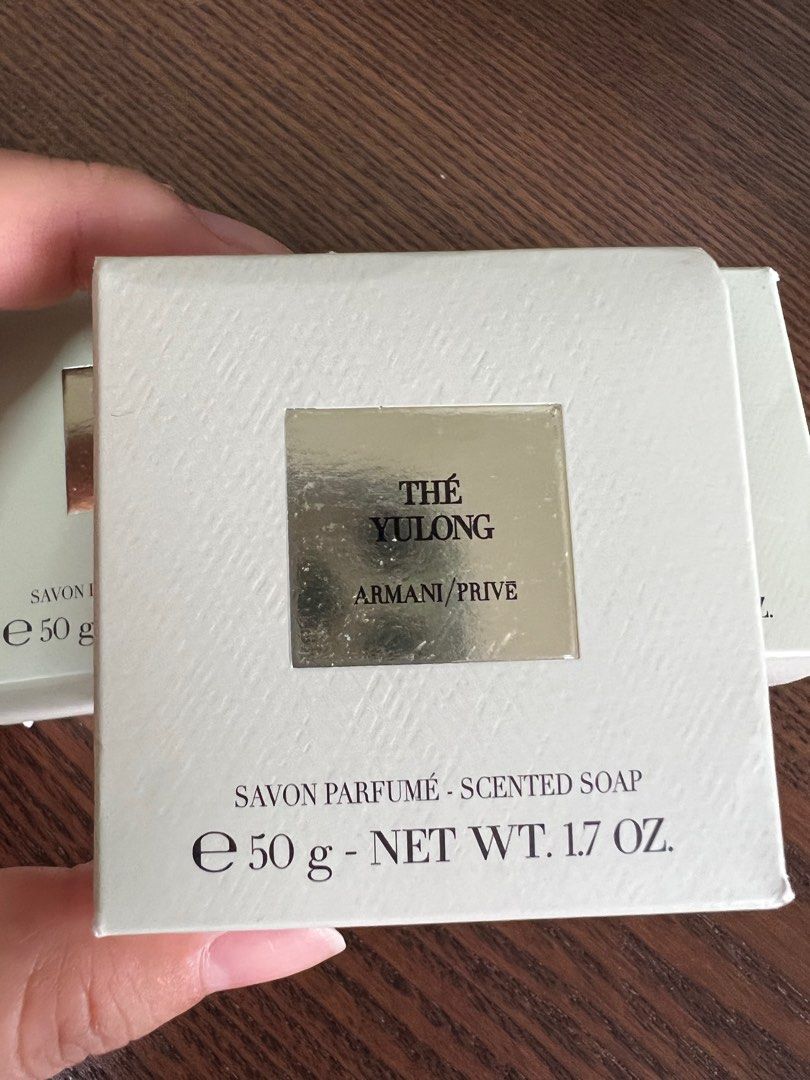 THÉ
YULONG
ARMANI/PRIVĒ
SAVON PARFUMÉ - SCENTED SOAP
℮ 50 g - NET WT. 1.7 OZ.
SAVON
℮ 50 g
Z.